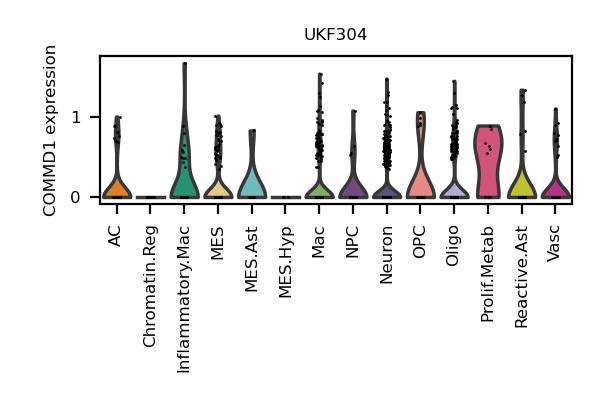 UKF304
COMMD1 expression
1
0
AC
Chromatin.Reg
Inflammatory.Mac
MES
MES.Ast
MES.Hyp
Mac
NPC
Neuron
OPC
Oligo
Prolif.Metab
Reactive.Ast
Vasc